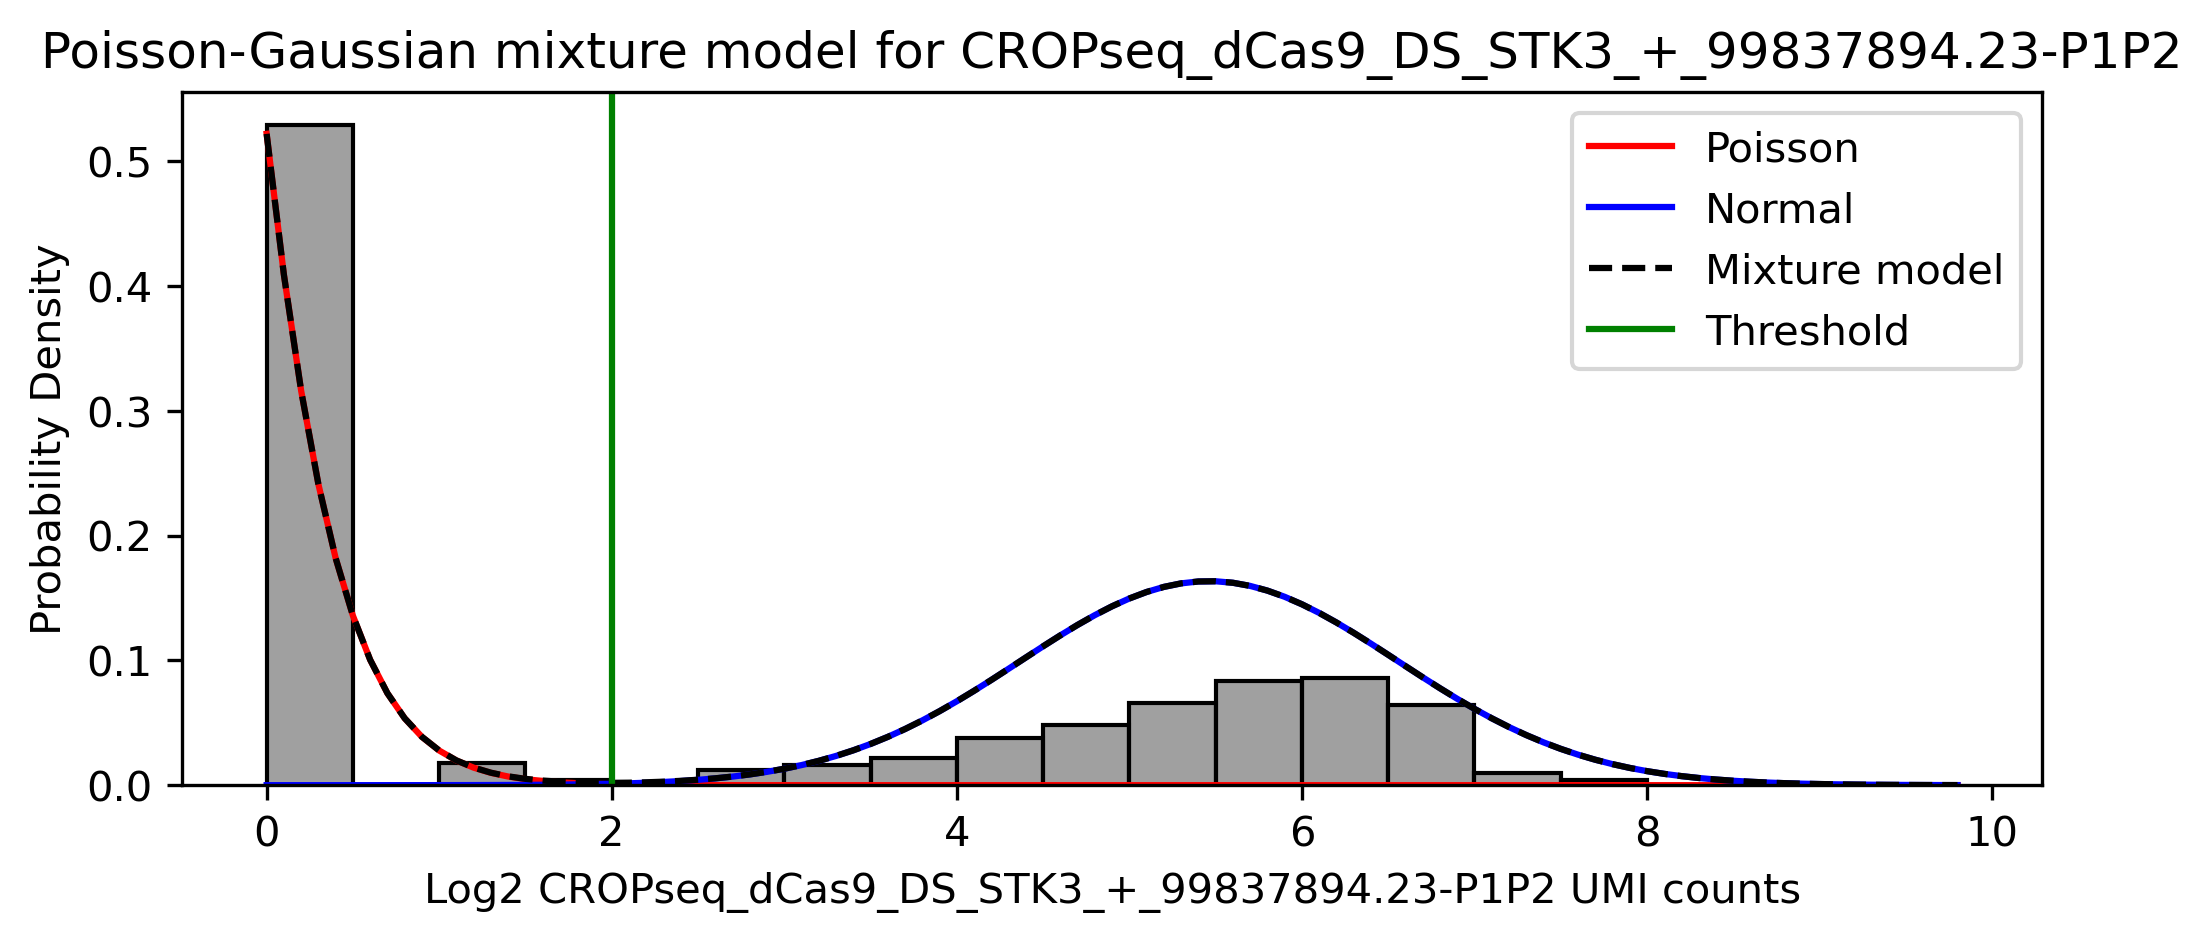 Poisson-Gaussian mixture model for CROPseq_dCas9_DS_STK3_+_99837894.23-P1P2
Poisson
Normal
Mixture model
Threshold
Probability Density
0.5
0.4
0.3
0.2
0.1
0.0
0 2 4 6 8 10
Log2 CROPseq_dCas9_DS_STK3_+_99837894.23-P1P2 UMI counts